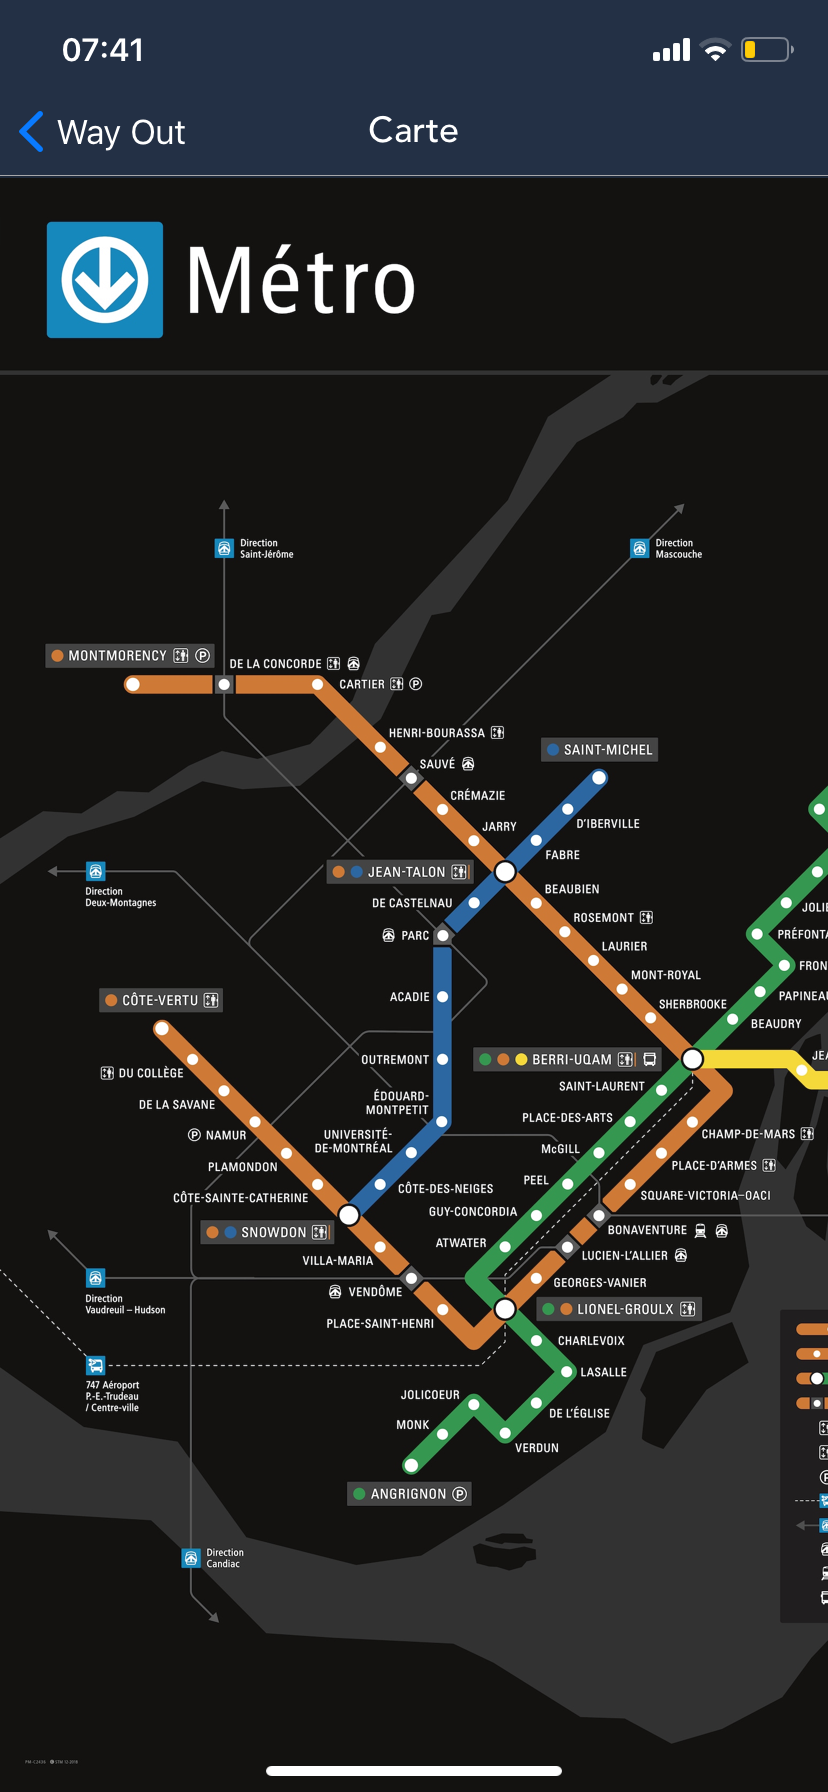 07:41
Way Out
Carte
Métro
Direction
Saint-Jérôme
Direction
Mascouche
MONTMORENCY P
DE LA CONCORDE
CARTIER P
HENRI-BOURASSA
SAINT-MICHEL
SAUVÉ
CRÉMAZIE
D'IBERVILLE
JARRY
FABRE
JEAN-TALON
Direction
Deux-Montagnes
BEAUBIEN
DE CASTELNAU
JOLIE
ROSEMONT
PARC
PRÉFONTA
LAURIER
FRON
MONT-ROYAL
ACADIE
PAPINEAU
CÔTE-VERTU
SHERBROOKE
BEAUDRY
OUTREMONT
BERRI-UQAM
JEA
DU COLLÈGE
SAINT-LAURENT
DE LA SAVANE
ÉDOUARD-
MONTPETIT
PLACE-DES-ARTS
P NAMUR
UNIVERSITÉ-
DE-MONTRÉAL
CHAMP-DE-MARS
McGILL
PLAMONDON
PLACE-D'ARMES
PEEL
CÔTE-SAINTE-CATHERINE
CÔTE-DES-NEIGES
SQUARE-VICTORIA–OACI
GUY-CONCORDIA
SNOWDON
BONAVENTURE
ATWATER
LUCIEN-L'ALLIER
VILLA-MARIA
GEORGES-VANIER
VENDÔME
Direction
Vaudreuil – Hudson
LIONEL-GROULX
PLACE-SAINT-HENRI
CHARLEVOIX
LASALLE
747 Aéroport
P.-E.-Trudeau
/ Centre-ville
JOLICOEUR
DE L'ÉGLISE
MONK
VERDUN
P
ANGRIGNON P
Direction
Candiac